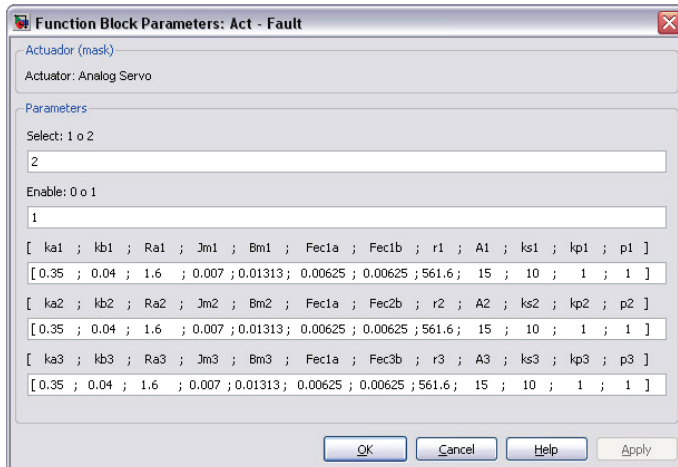 Function Block Parameters: Act - Fault
Actuador (mask)
Actuator: Analog Servo
Parameters
Select: 1 o 2
2
Enable: 0 o 1
1
[ ka1 ; kb1 ; Ra1 ; Jm1 ; Bm1 ; Fec1a ; Fec1b ; r1 ; A1 ; ks1 ; kp1 ; p1 ]
[ 0.35 ; 0.04 ; 1.6 ; 0.007 ; 0.01313 ; 0.00625 ; 0.00625 ; 561.6 ; 15 ; 10 ; 1 ; 1 ]
[ ka2 ; kb2 ; Ra2 ; Jm2 ; Bm2 ; Fec1a ; Fec2b ; r2 ; A2 ; ks2 ; kp2 ; p2 ]
[ 0.35 ; 0.04 ; 1.6 ; 0.007 ; 0.01313 ; 0.00625 ; 0.00625 ; 561.6 ; 15 ; 10 ; 1 ; 1 ]
[ ka3 ; kb3 ; Ra3 ; Jm3 ; Bm3 ; Fec1a ; Fec3b ; r3 ; A3 ; ks3 ; kp3 ; p3 ]
[ 0.35 ; 0.04 ; 1.6 ; 0.007 ; 0.01313 ; 0.00625 ; 0.00625 ; 561.6 ; 15 ; 10 ; 1 ; 1 ]
OK Cancel Help Apply